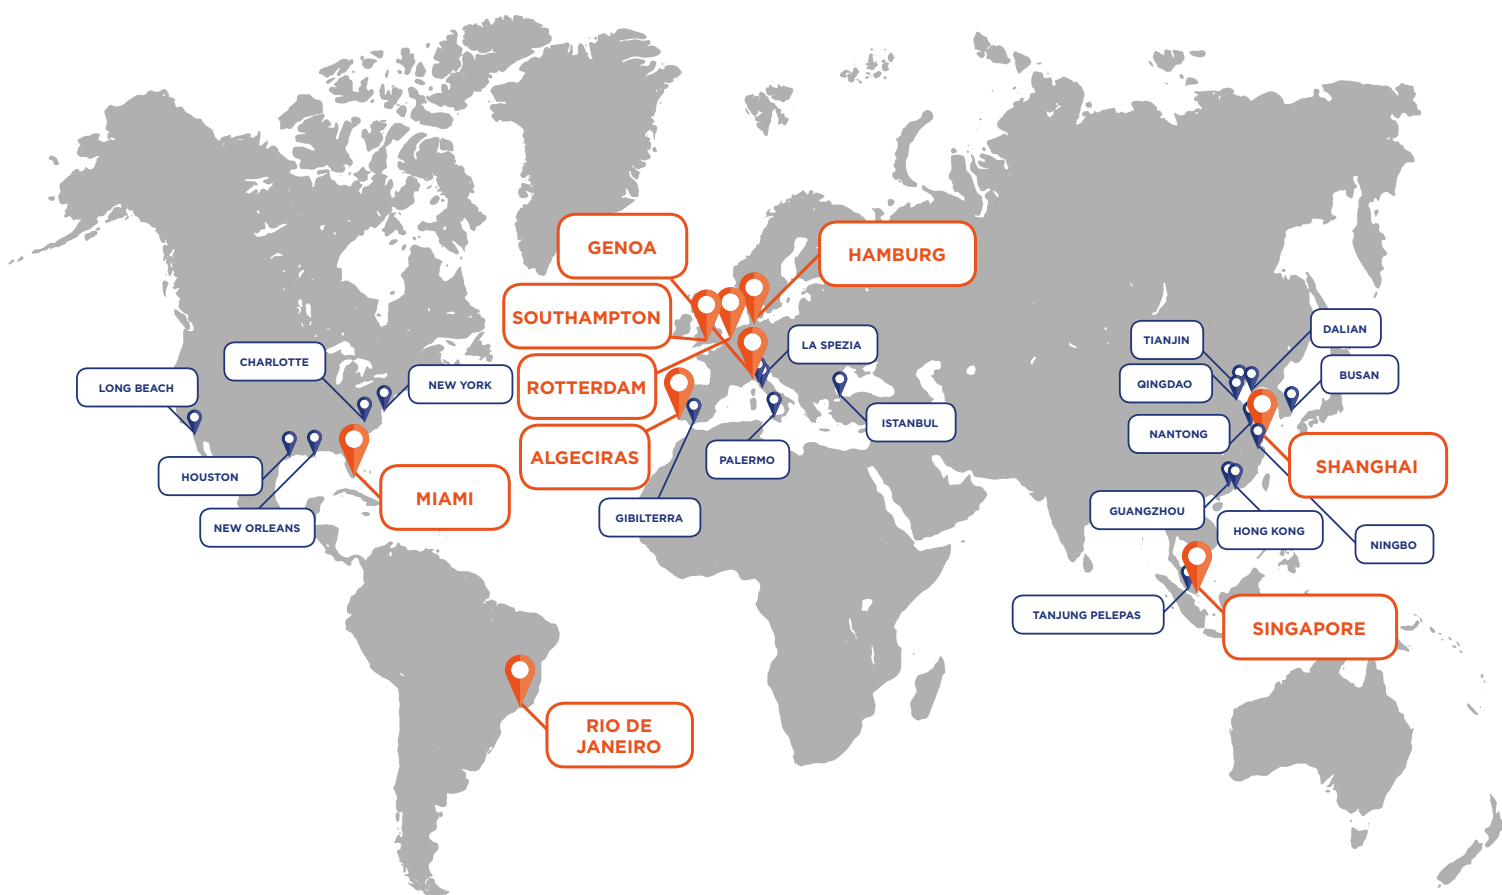 GENOA
HAMBURG
SOUTHAMPTON
LA SPEZIA
TIANJIN
DALIAN
CHARLOTTE
LONG BEACH
NEW YORK
ROTTERDAM
QINGDAO
BUSAN
ISTANBUL
NANTONG
ALGECIRAS
PALERMO
SHANGHAI
HOUSTON
MIAMI
GIBILTERRA
GUANGZHOU
NEW ORLEANS
HONG KONG
NINGBO
TANJUNG PELEPAS
SINGAPORE
RIO DE
JANEIRO